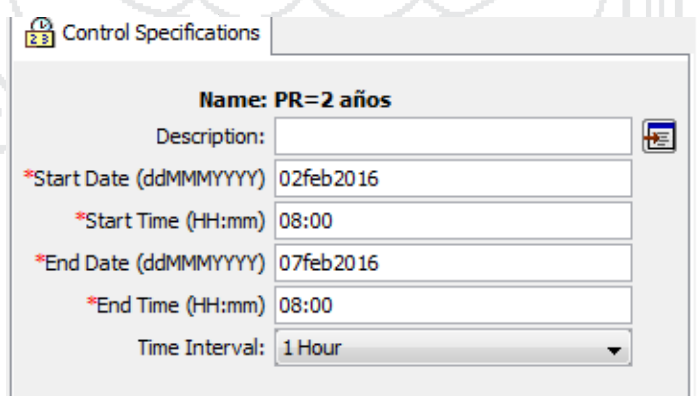 Control Specifications
Name: PR=2 años
Description:
*Start Date (ddMMMYYYY) 02feb2016
*Start Time (HH:mm) 08:00
*End Date (ddMMMYYYY) 07feb2016
*End Time (HH:mm) 08:00
Time Interval: 1 Hour